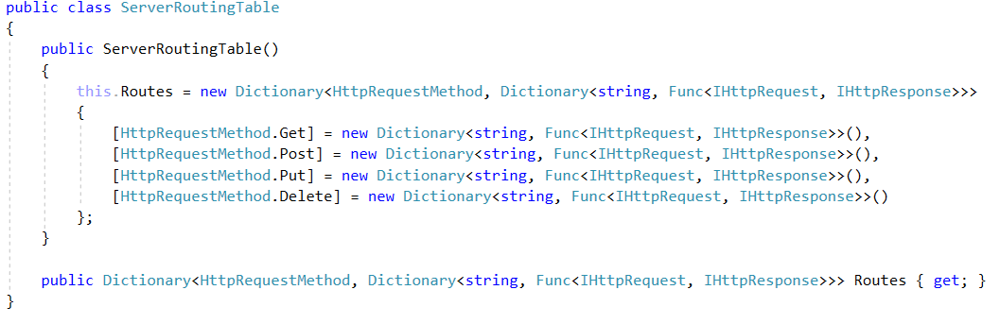 public class ServerRoutingTable
{
    public ServerRoutingTable()
    {
        this.Routes = new Dictionary<HttpRequestMethod, Dictionary<string, Func<IHttpRequest, IHttpResponse>>>
        {
            [HttpRequestMethod.Get] = new Dictionary<string, Func<IHttpRequest, IHttpResponse>>(),
            [HttpRequestMethod.Post] = new Dictionary<string, Func<IHttpRequest, IHttpResponse>>(),
            [HttpRequestMethod.Put] = new Dictionary<string, Func<IHttpRequest, IHttpResponse>>(),
            [HttpRequestMethod.Delete] = new Dictionary<string, Func<IHttpRequest, IHttpResponse>>()
        };
    }

    public Dictionary<HttpRequestMethod, Dictionary<string, Func<IHttpRequest, IHttpResponse>>> Routes { get; }
}